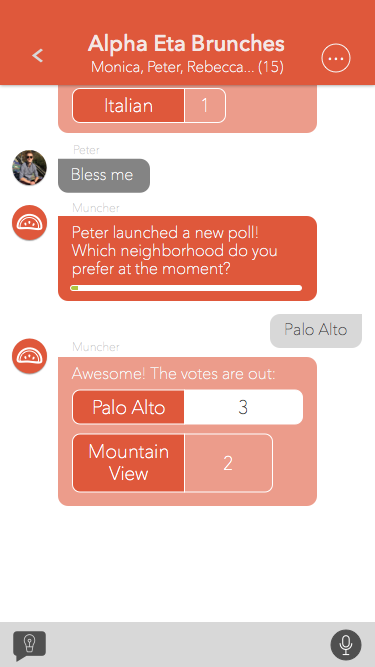 Alpha Eta Brunches
Monica, Peter, Rebecca... (15)
Italian 1
Peter
Bless me
Muncher
Peter launched a new poll!
Which neighborhood do you
prefer at the moment?
Palo Alto
Muncher
Awesome! The votes are out:
Palo Alto 3
Mountain
View 2